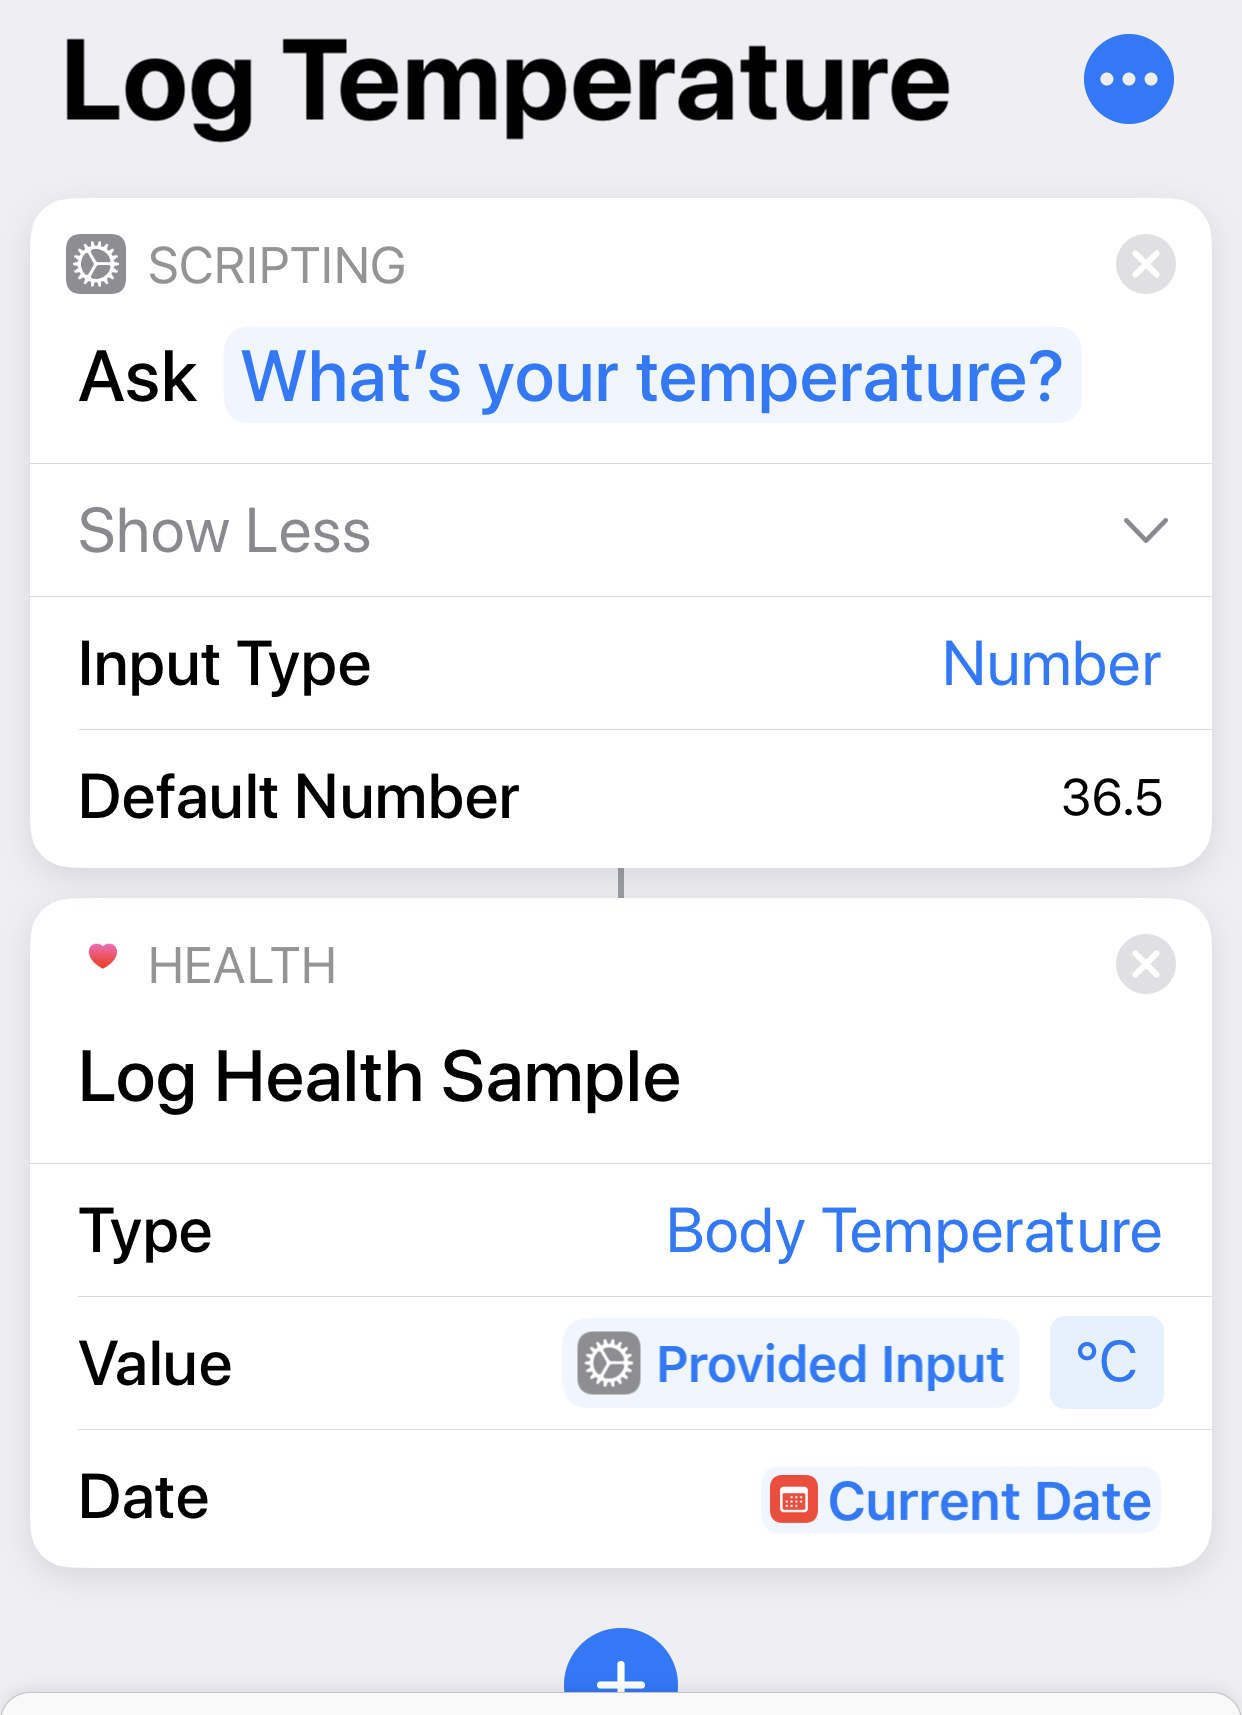 Log Temperature
SCRIPTING
Ask What’s your temperature?
Show Less
Input Type Number
Default Number 36.5
HEALTH
Log Health Sample
Type Body Temperature
Value Provided Input °C
Date Current Date